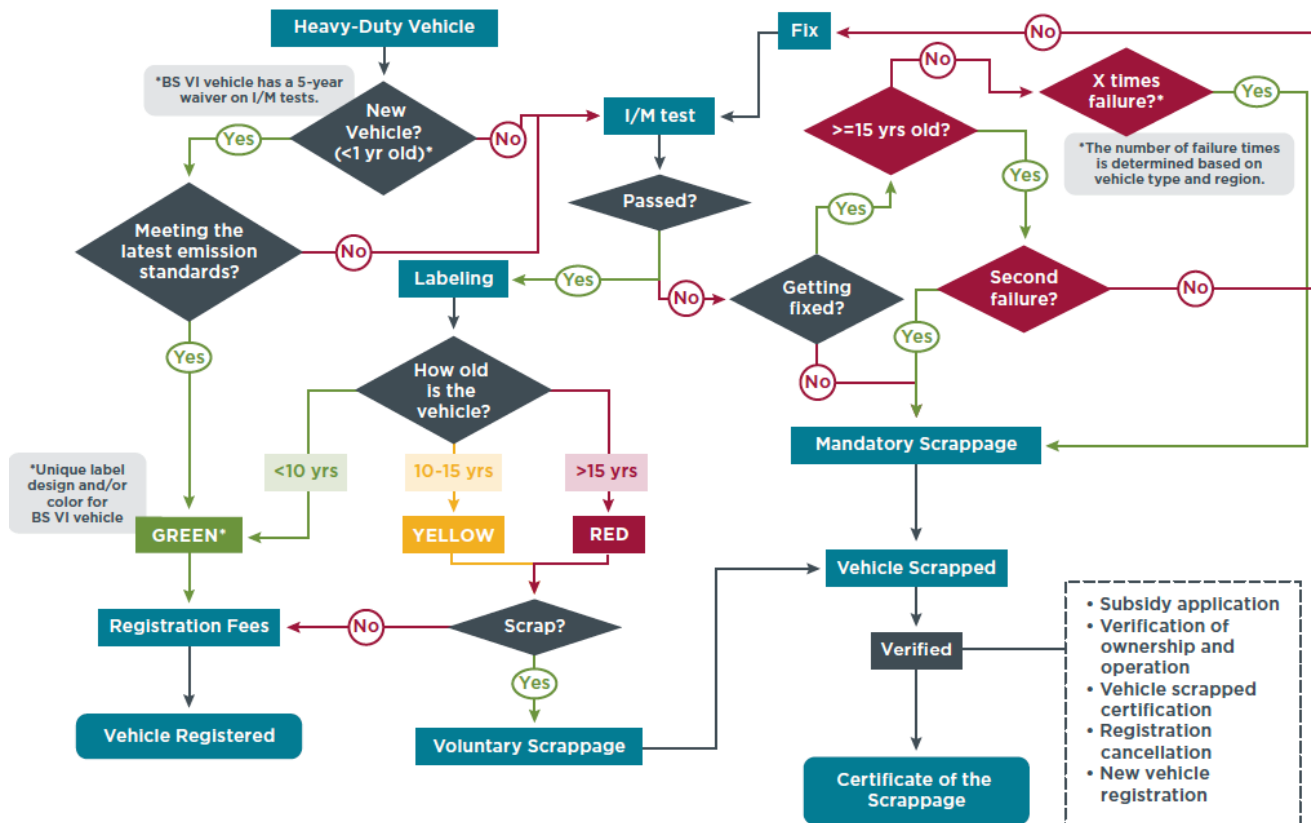 Heavy-Duty Vehicle
*BS VI vehicle has a 5-year
waiver on I/M tests.
New
Vehicle?
(<1 yr old)*
Yes
No
Meeting the
latest emission
standards?
No
Yes
I/M test
Passed?
Yes
No
Fix
No
>=15 yrs old?
No
X times
failure?*
Yes
*The number of failure times
is determined based on
vehicle type and region.
Yes
Yes
Getting
fixed?
No
Second
failure?
No
Yes
Labeling
How old
is the
vehicle?
<10 yrs
10-15 yrs
>15 yrs
*Unique label
design and/or
color for
BS VI vehicle
GREEN*
YELLOW
RED
Registration Fees
No
Scrap?
Yes
Vehicle Registered
Voluntary Scrappage
Mandatory Scrappage
Vehicle Scrapped
Verified
Certificate of the
Scrappage
• Subsidy application
• Verification of
ownership and
operation
• Vehicle scrapped
certification
• Registration
cancellation
• New vehicle
registration